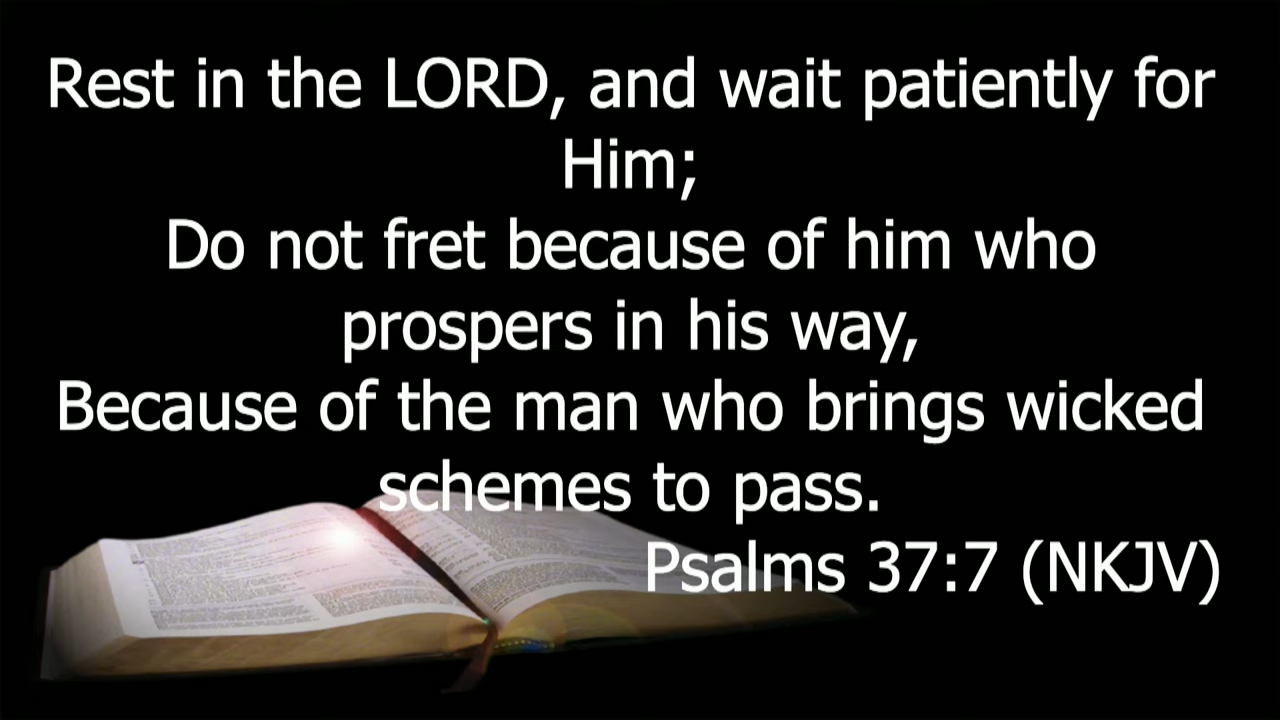 Rest in the LORD, and wait patiently for
Him;
Do not fret because of him who
prospers in his way,
Because of the man who brings wicked
schemes to pass.
Psalms 37:7 (NKJV)